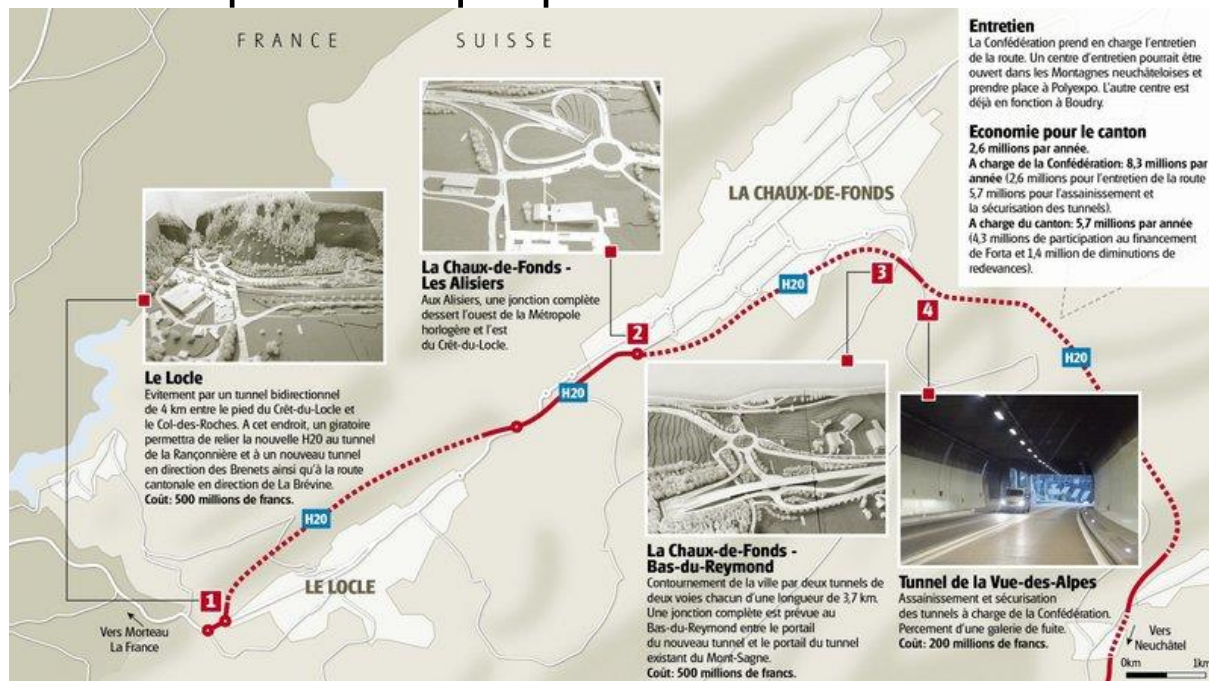 FRANCE SUISSE
Entretien
La Confédération prend en charge l'entretien
de la route. Un centre d'entretien pourrait être
ouvert dans les Montagnes neuchâteloises et
prendre place à Polyexpo. L'autre centre est
déjà en fonction à Boudry.
Economie pour le canton
2,6 millions par année.
A charge de la Confédération: 8,3 millions par
année (2,6 millions pour l'entretien de la route
5,7 millions pour l'assainissement et
la sécurisation des tunnels).
A charge du canton: 5,7 millions par année
(4,3 millions de participation au financement
de Forta et 1,4 million de diminutions de
redevances).
LA CHAUX-DE-FONDS
La Chaux-de-Fonds -
Les Alisiers
Aux Alisiers, une jonction complète
dessert l'ouest de la Métropole
horlogère et l'est
du Crêt-du-Locle.
H20
3
4
2
H20
H20
Le Locle
Evitement par un tunnel bidirectionnel
de 4 km entre le pied du Crêt-du-Locle et
le Col-des-Roches. A cet endroit, un giratoire
permettra de relier la nouvelle H20 au tunnel
de la Rançonnière et à un nouveau tunnel
en direction des Brenets ainsi qu'à la route
cantonale en direction de La Brévine.
Coût: 500 millions de francs.
H20
LE LOCLE
1
Vers Morteau
La France
La Chaux-de-Fonds -
Bas-du-Reymond
Contournement de la ville par deux tunnels de
deux voies chacun d'une longueur de 3,7 km.
Une jonction complète est prévue au
Bas-du-Reymond entre le portail
du nouveau tunnel et le portail du tunnel
existant du Mont-Sagne.
Coût: 500 millions de francs.
Tunnel de la Vue-des-Alpes
Assainissement et sécurisation
des tunnels à charge de la Confédération.
Percement d'une galerie de fuite.
Coût: 200 millions de francs.
Vers
Neuchâtel
0km 1km